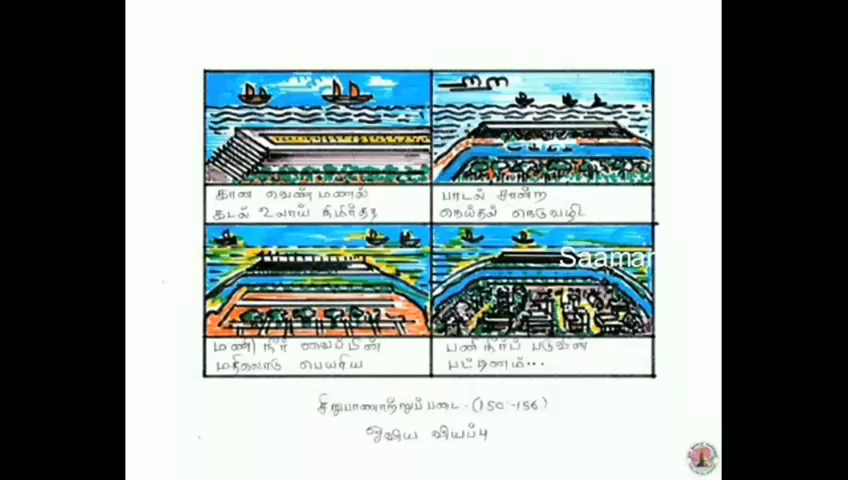 கான வெண் மணல்
கடல் உலாய் நிமிர்தர
பாடல் சான்ற
நெய்தல் நெடுவழிட
மணி நீர் வைப்பின்
மதிலொடு பெயரிய
பனிநீர்ப் படுவின்
பட்டினம்...
Saamar
சிறுபாணாற்றுப்படை - (150-156)
ஓவிய வியப்பு